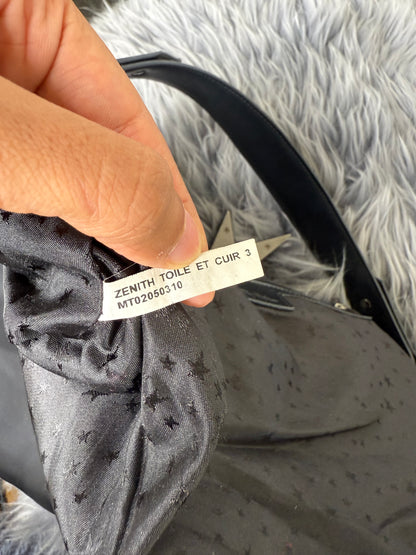 ZENITH TOILE ET CUIR 3
MT02050310